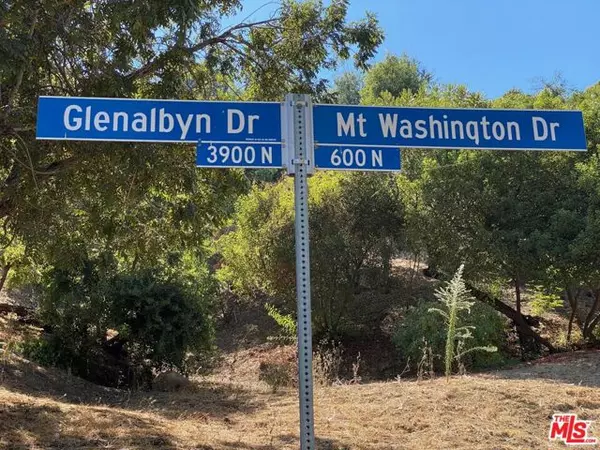 Glenalbyn Dr
3900 N
Mt Washington Dr
600 N
THE
MLS